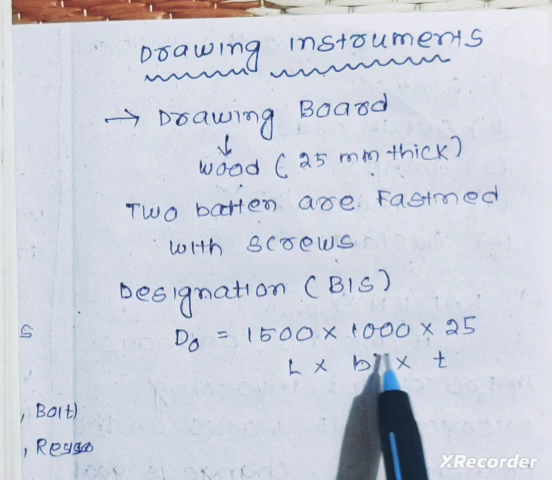 Drawing Instruments
→ Drawing Board
↓
wood (25 mm thick)
Two batten are Fastned
with screws
Designation (BIS)
D₀ = 1500 × 1000 × 25
L × b × t
s
, Bolt)
XRecorder